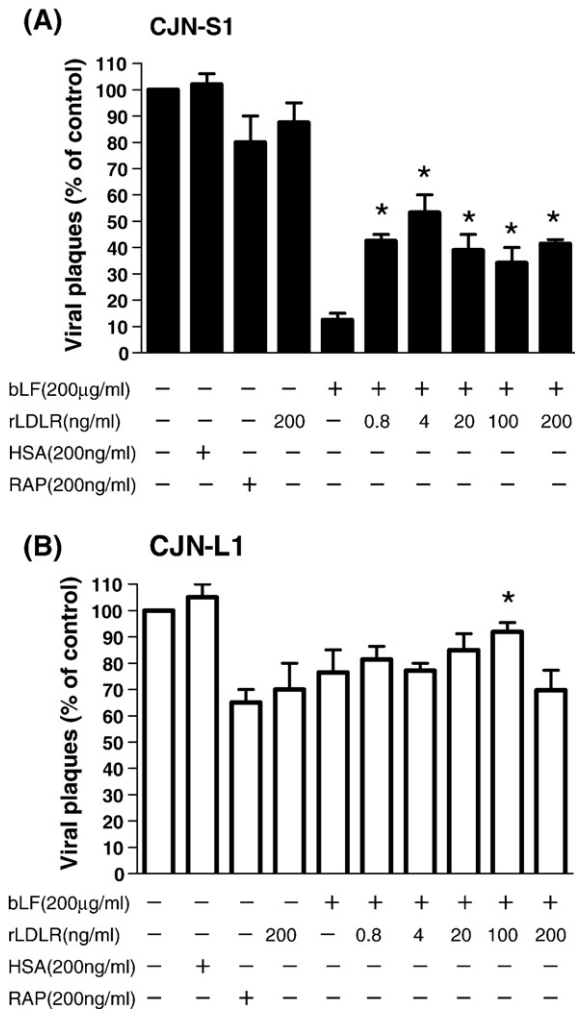 (A)
CJN-S1
Viral plaques (% of control)
110
100
90
80
70
60
50
40
30
20
10
0
* * * * *
bLF(200μg/ml) − − − − + + + + + +
rLDLR(ng/ml) − − − 200 − 0.8 4 20 100 200
HSA(200ng/ml) − + − − − − − − − −
RAP(200ng/ml) − − + − − − − − − −
(B)
CJN-L1
Viral plaques (% of control)
110
100
90
80
70
60
50
40
30
20
10
0
*
bLF(200μg/ml) − − − − + + + + + +
rLDLR(ng/ml) − − − 200 − 0.8 4 20 100 200
HSA(200ng/ml) − + − − − − − − − −
RAP(200ng/ml) − − + − − − − − − −